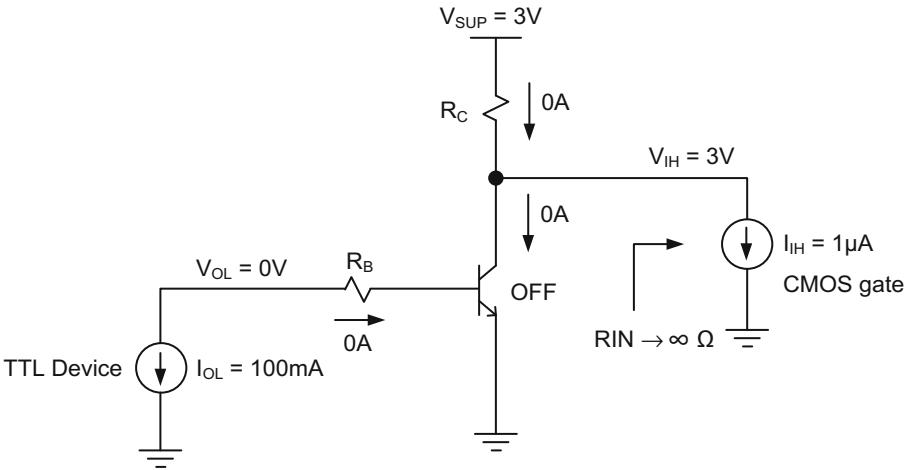 V_SUP = 3V
R_C
0A
V_IH = 3V
0A
I_IH = 1µA
CMOS gate
V_OL = 0V
R_B
OFF
RIN → ∞ Ω
0A
TTL Device
I_OL = 100mA